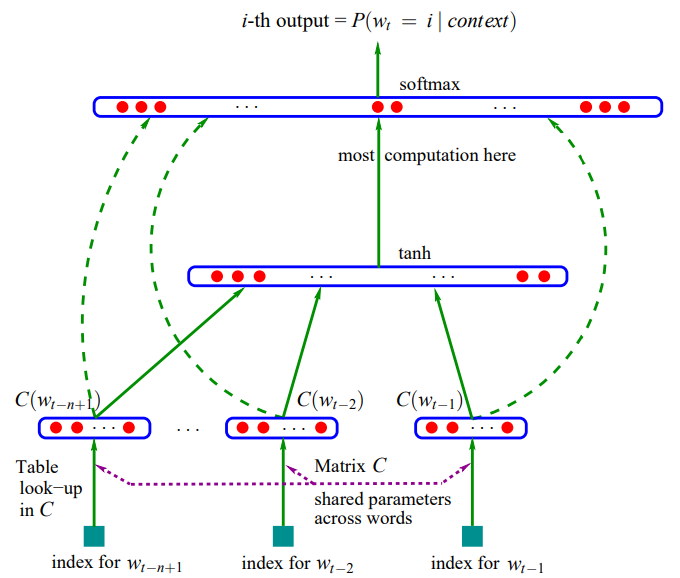 i-th output = P(w_t = i | context)
softmax
. . .
. . .
most computation here
tanh
. . .
. . .
C(w_{t−n+1}) C(w_{t−2}) C(w_{t−1})
. . . . . . . . . . . .
Table
look−up
in C
Matrix C
shared parameters
across words
index for w_{t−n+1} index for w_{t−2} index for w_{t−1}